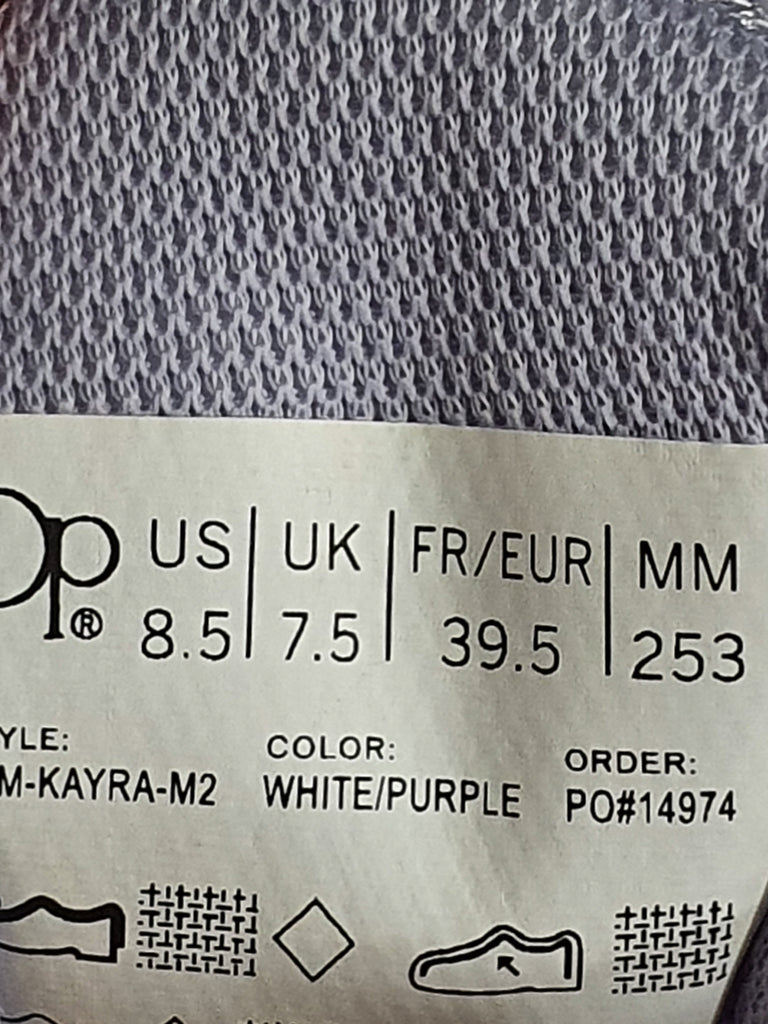 Op® US | UK | FR/EUR | MM
8.5 | 7.5 | 39.5 | 253
YLE: COLOR: ORDER:
M-KAYRA-M2 WHITE/PURPLE PO#14974